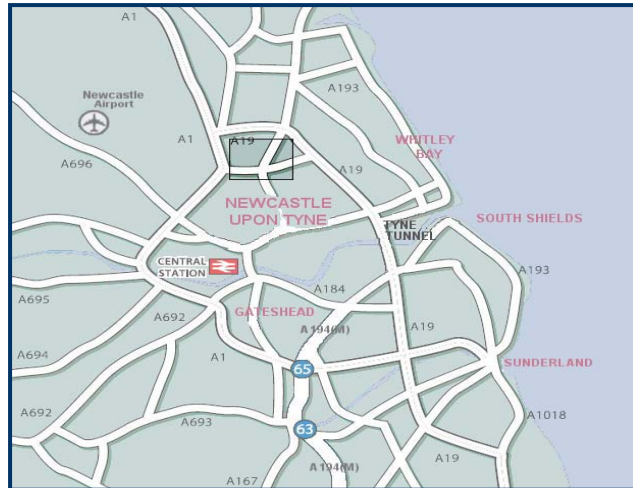 A1
A193
Newcastle
Airport
A1
A19
WHITLEY
BAY
A696
A19
NEWCASTLE
UPON TYNE
TYNE
TUNNEL
SOUTH SHIELDS
CENTRAL
STATION
A193
A184
A695
A692
GATESHEAD
A194(M)
A19
A694
A1
65
SUNDERLAND
A692
A693
63
A1018
A19
A194(M)
A167